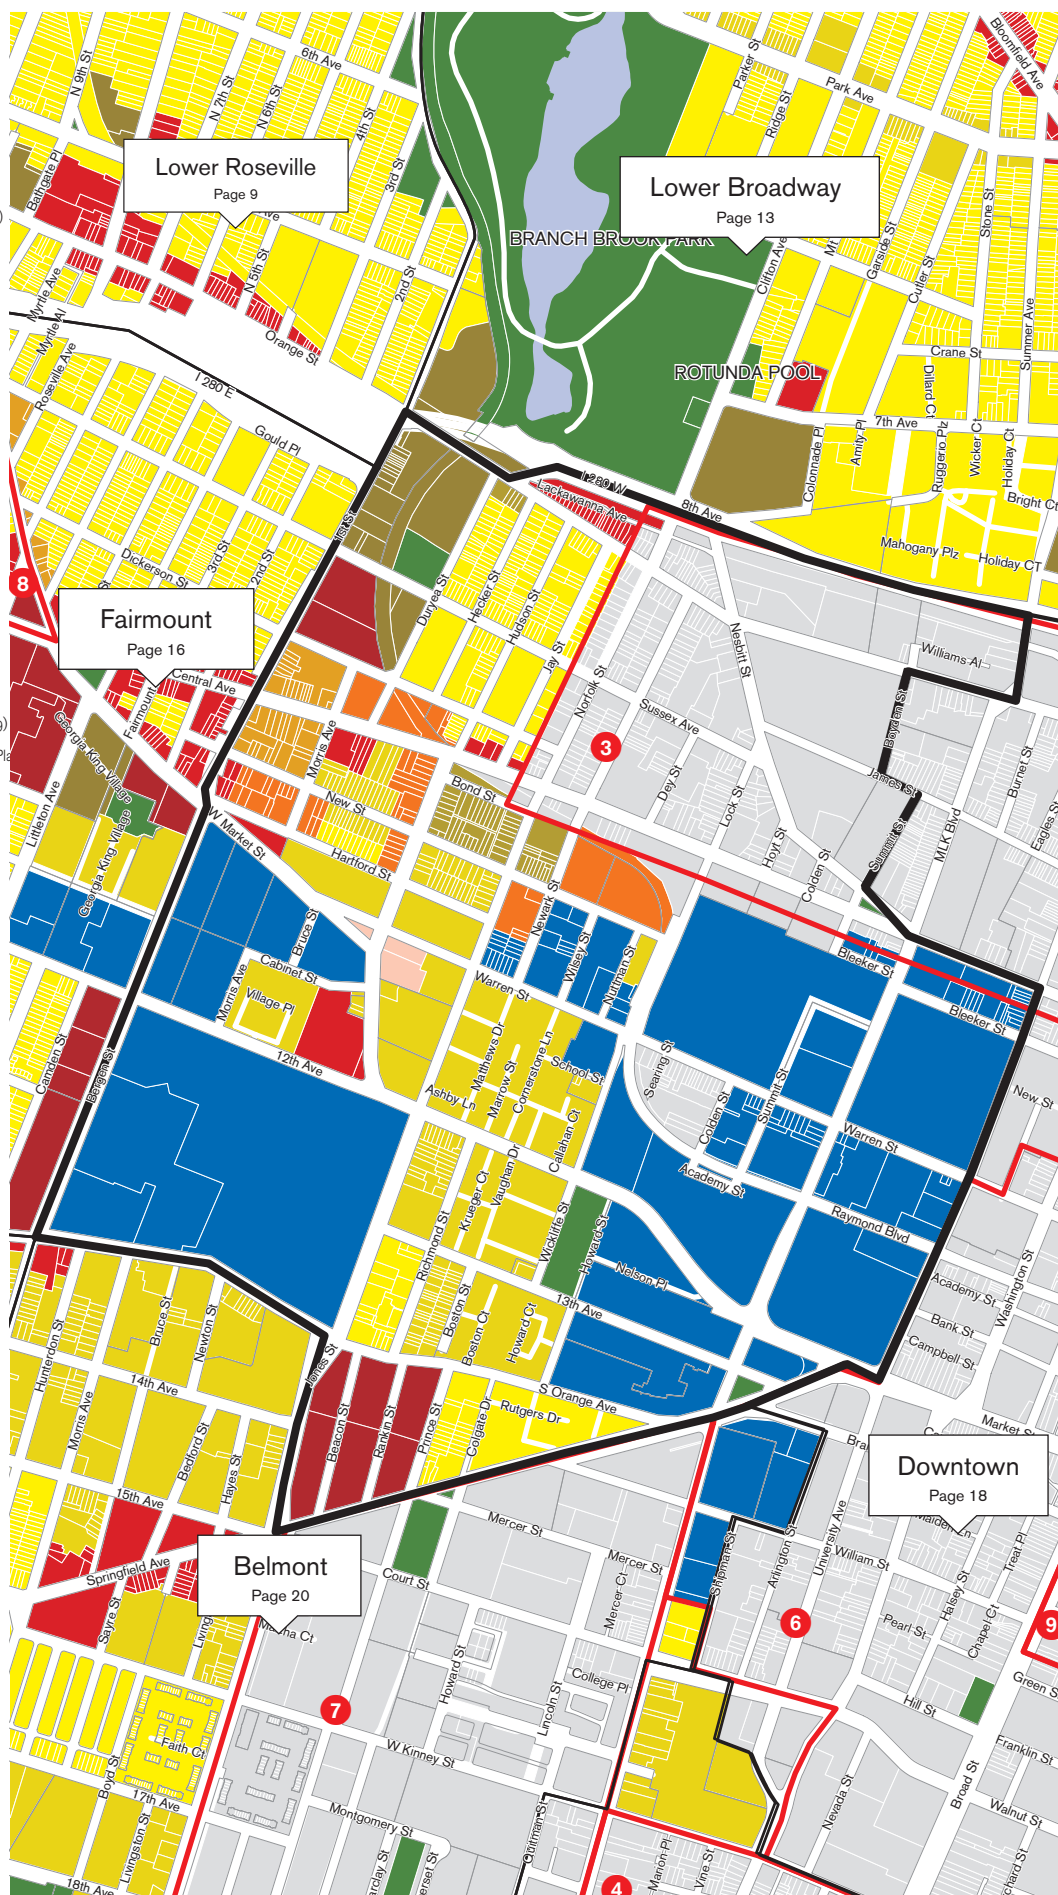 6th Ave
N 9th St
N 7th St
N 6th St
4th St
3rd St
Parker St
Park Ave
Ridge St
Bloomfield Ave
Bathgate Pl
Lower Roseville
Page 9
Lower Broadway
Page 13
BRANCH BROOK PARK
Stone St
Garside St
Cutler St
Clifton Ave
Mt
N 5th St
2nd St
Myrtle Ave
Myrtle Al
Roseville Ave
Orange St
I 280 E
Gould Pl
Summer Ave
Crane St
ROTUNDA POOL
Dillard Ct
7th Ave
Colonnade Pl
Amity Pl
Ruggerio Plz
Wicker Ct
Holiday Ct
Bright Ct
I 280 W
Lackawanna Ave
8th Ave
1st St
Mahogany Plz
Holiday CT
Dickerson St
3rd St
2nd St
8
Fairmount
Page 16
Duryea St
Hecker St
Hudson St
Jay St
Nesbitt St
Williams Al
Central Ave
Fairmount
Norfolk St
Sussex Ave
Boyden St
3
Georgia King Village
Morris Ave
Bond St
Dey St
Lock St
James St
Burnet St
Eagles St
New St
Littleton Ave
W Market St
Hartford St
Hoyt St
Colden St
Summit St
MLK Blvd
Georgia King Village
Newark St
Bruce St
Wilsey St
Nuttman St
Bleeker St
Cabinet St
Morris Ave
Village Pl
Warren St
Bleeker St
Camden St
Bergen St
12th Ave
Matthews Dr
Marrow St
Cornerstone Ln
School St
Searing St
Colden St
Summit St
New St
Ashby Ln
Callahan Ct
Warren St
Academy St
Vaughan Dr
Krueger Ct
Richmond St
Wickliffe St
Howard St
Raymond Blvd
Nelson Pl
Washington St
Academy St
13th Ave
Boston St
Boston Ct
Howard Ct
Bank St
Campbell St
Hunterdon St
Bruce St
Newton St
Jones St
14th Ave
Morris Ave
Bedford St
Hayes St
Beacon St
Rankin St
Prince St
Colgate Dr
S Orange Ave
Rutgers Dr
Market St
Downtown
Page 18
15th Ave
Springfield Ave
Mercer St
Mercer St
Mercer Ct
Shipman St
Arlington St
University Ave
William St
Maiden Ln
Treat Pl
Halsey St
Belmont
Page 20
Court St
Sayre St
6
Pearl St
Chapel Ct
9
Howard St
College Pl
Lincoln St
7
Green S
Hill St
Franklin St
Faith Ct
W Kinney St
Boyd St
17th Ave
Broad St
Walnut St
Nevada St
Montgomery St
Livingston St
Quitman St
Marion Pl
Vine St
18th Ave
4